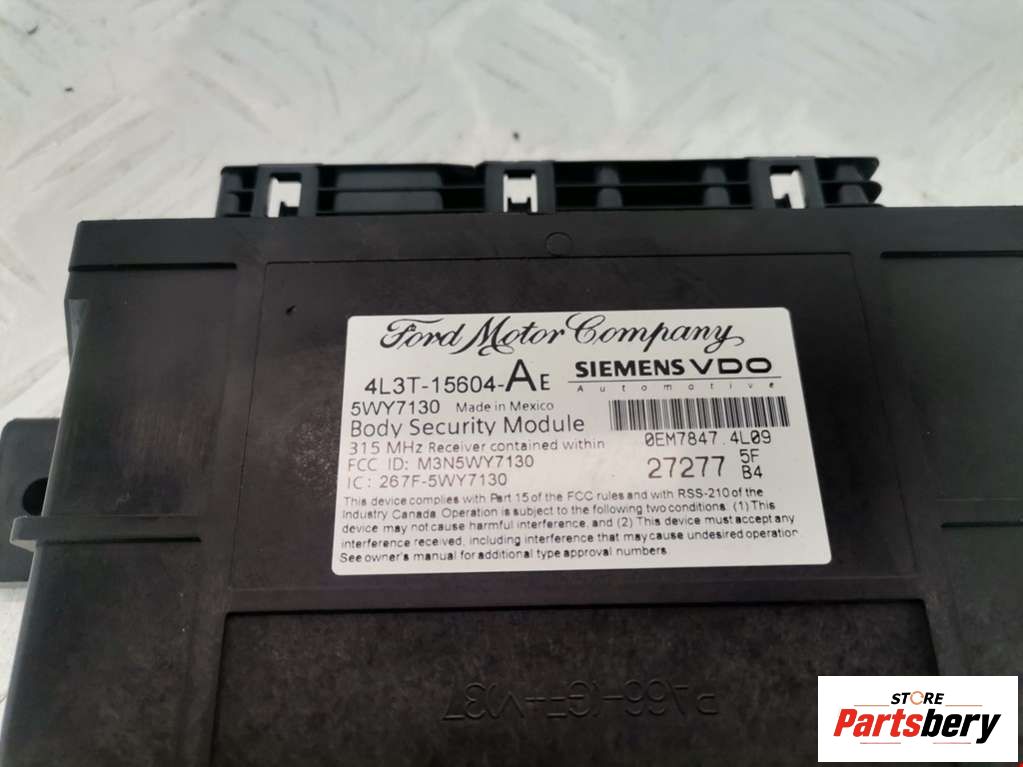 Ford Motor Company
4L3T-15604-AE SIEMENS VDO
Automotive
5WY7130 Made in Mexico
Body Security Module
315 MHz Receiver contained within
FCC ID: M3N5WY7130
IC: 267F-5WY7130
0EM7847.4L09
27277 5F
B4
This device complies with Part 15 of the FCC rules and with RSS-210 of the
Industry Canada. Operation is subject to the following two conditions. (1) This
device may not cause harmful interference, and (2) This device must accept any
interference received, including interference that may cause undesired operation
See owner's manual for additional type approval numbers.
STORE
Partsbery